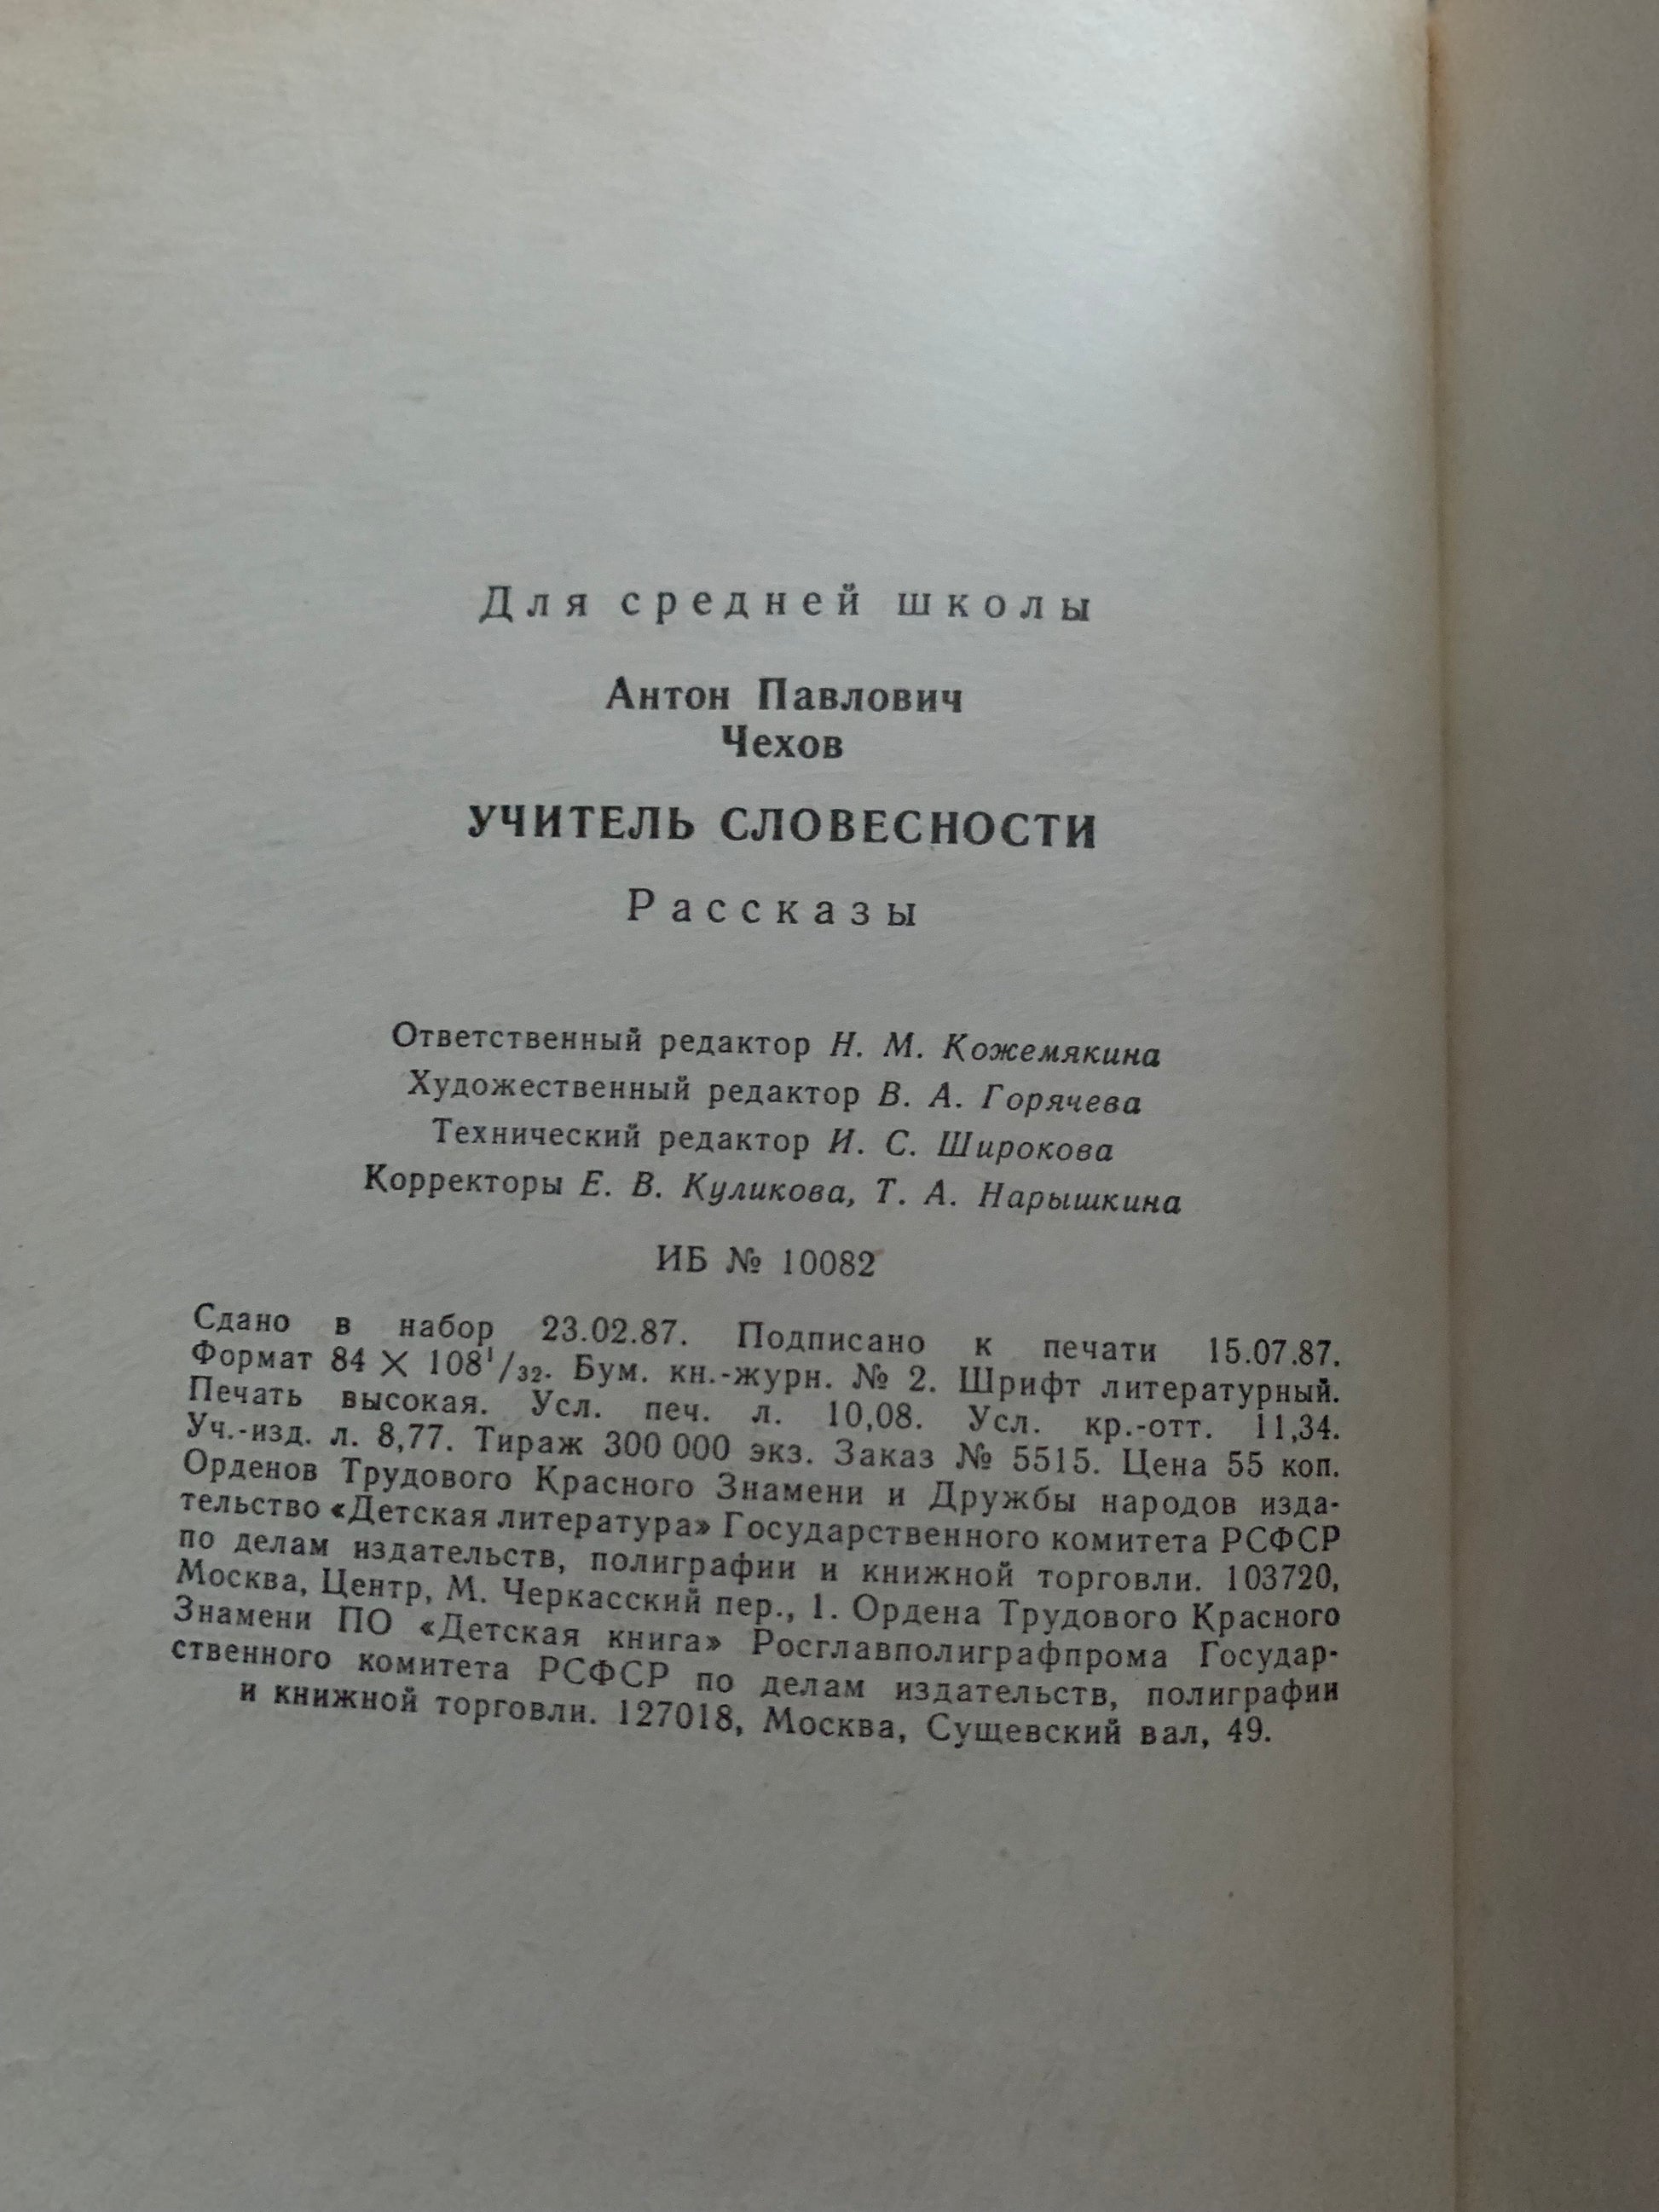 Для средней школы
Антон Павлович
Чехов
УЧИТЕЛЬ СЛОВЕСНОСТИ
Рассказы
Ответственный редактор Н. М. Кожемякина
Художественный редактор В. А. Горячева
Технический редактор И. С. Широкова
Корректоры Е. В. Куликова, Т. А. Нарышкина
ИБ № 10082
Сдано в набор 23.02.87. Подписано к печати 15.07.87.
Формат 84 × 108¹/₃₂. Бум. кн.-журн. № 2. Шрифт литературный.
Печать высокая. Усл. печ. л. 10,08. Усл. кр.-отт. 11,34.
Уч.-изд. л. 8,77. Тираж 300 000 экз. Заказ № 5515. Цена 55 коп.
Орденов Трудового Красного Знамени и Дружбы народов изда-
тельство «Детская литература» Государственного комитета РСФСР
по делам издательств, полиграфии и книжной торговли. 103720,
Москва, Центр, М. Черкасский пер., 1. Ордена Трудового Красного
Знамени ПО «Детская книга» Росглавполиграфпрома Государ-
ственного комитета РСФСР по делам издательств, полиграфии
и книжной торговли. 127018, Москва, Сущевский вал, 49.